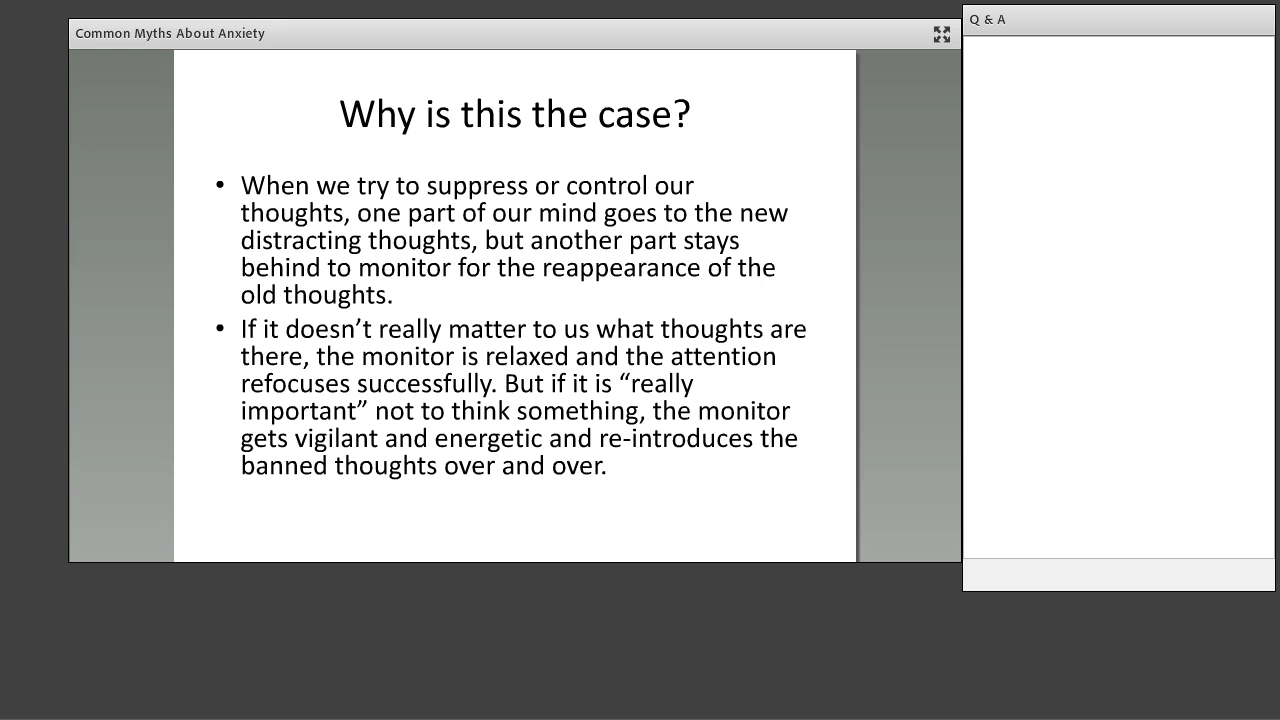 Common Myths About Anxiety
Q & A
Why is this the case?
• When we try to suppress or control our
thoughts, one part of our mind goes to the new
distracting thoughts, but another part stays
behind to monitor for the reappearance of the
old thoughts.
• If it doesn’t really matter to us what thoughts are
there, the monitor is relaxed and the attention
refocuses successfully. But if it is “really
important” not to think something, the monitor
gets vigilant and energetic and re-introduces the
banned thoughts over and over.